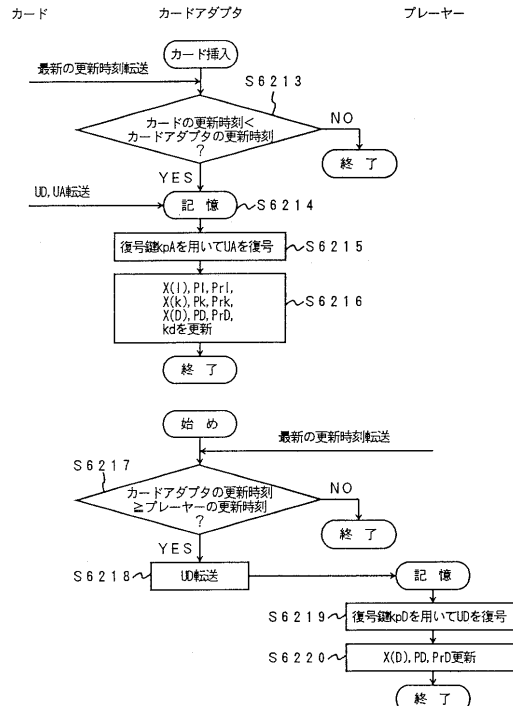 カード
カードアダプタ
プレーヤー
カード挿入
最新の更新時刻転送
S6213
カードの更新時刻<
カードアダプタの更新時刻
?
NO
終了
YES
UD,UA転送
記憶
S6214
復号鍵kpAを用いてUAを復号
S6215
X(I),PI,PrI,
X(k),Pk,Prk,
X(D),PD,PrD,
kdを更新
S6216
終了
始め
最新の更新時刻転送
S6217
カードアダプタの更新時刻
≧プレーヤーの更新時刻
?
NO
終了
YES
S6218
UD転送
記憶
S6219
復号鍵kpDを用いてUDを復号
S6220
X(D),PD,PrD更新
終了